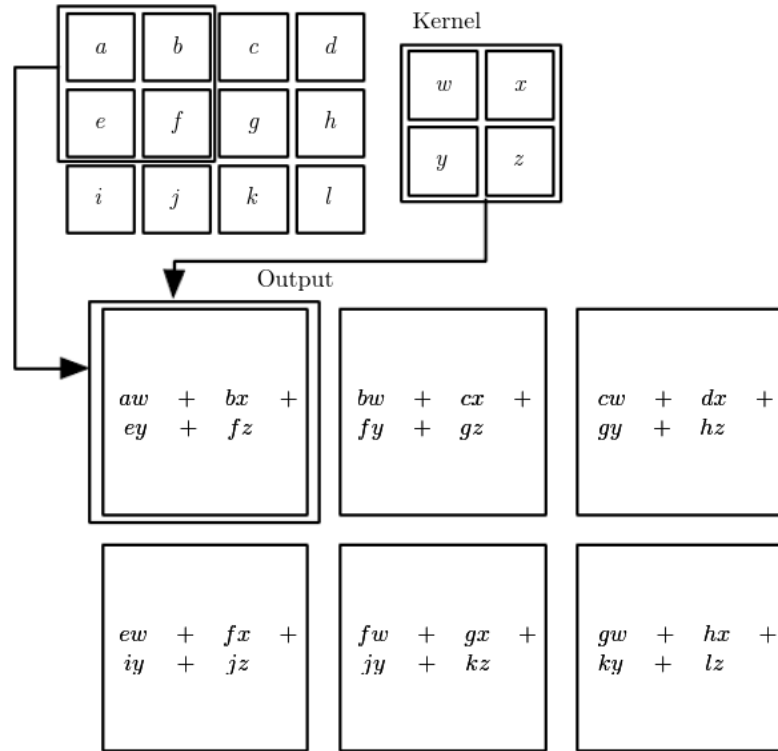 Kernel
a b c d
w x
e f g h
y z
i j k l
Output
aw + bx +
ey + fz
bw + cx +
fy + gz
cw + dx +
gy + hz
ew + fx +
iy + jz
fw + gx +
jy + kz
gw + hx +
ky + lz